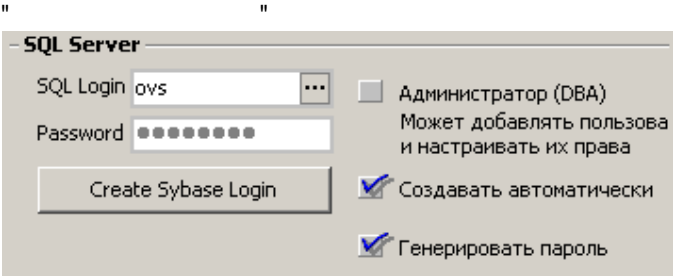 " "
SQL Server
SQL Login ovs ...
Администратор (DBA)
Может добавлять пользова
и настраивать их права
Password ●●●●●●●●
Create Sybase Login
Создавать автоматически
Генерировать пароль